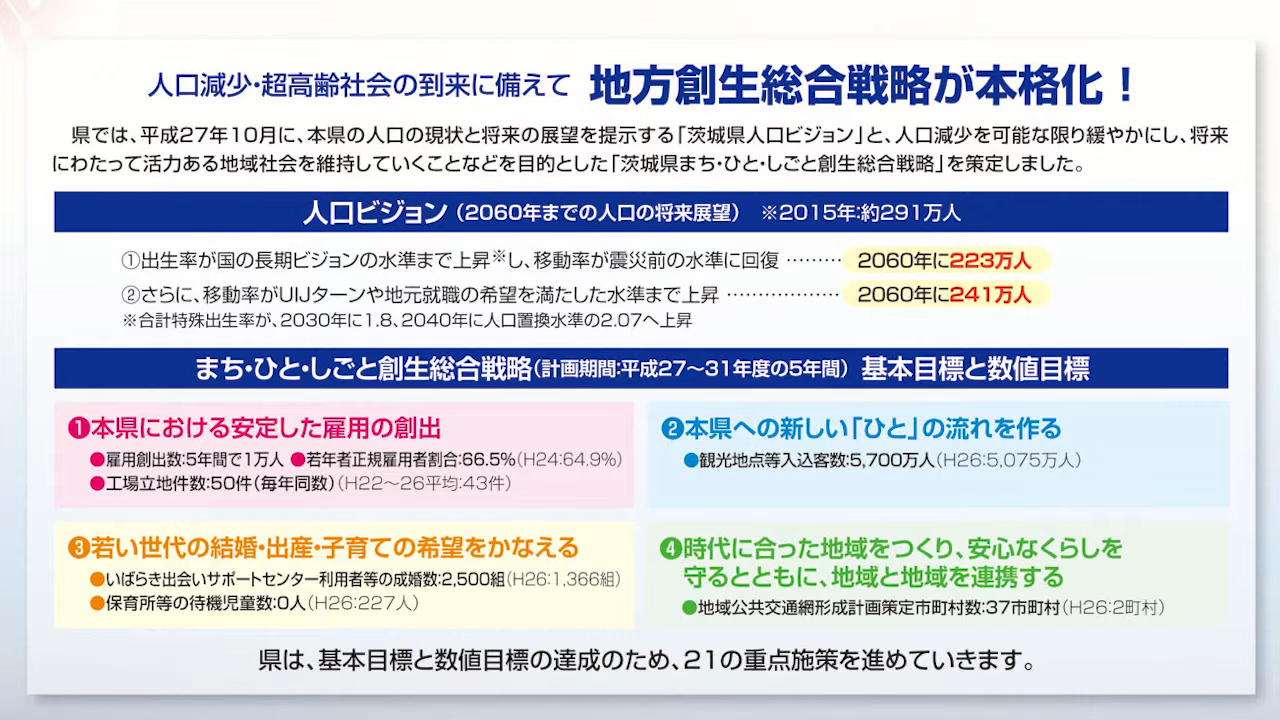 人口減少・超高齢社会の到来に備えて 地方創生総合戦略が本格化！
県では、平成27年10月に、本県の人口の現状と将来の展望を提示する「茨城県人口ビジョン」と、人口減少を可能な限り緩やかにし、将来
にわたって活力ある地域社会を維持していくことなどを目的とした「茨城県まち・ひと・しごと創生総合戦略」を策定しました。
人口ビジョン（2060年までの人口の将来展望） ※2015年：約291万人
①出生率が国の長期ビジョンの水準まで上昇※し、移動率が震災前の水準に回復 ……… 2060年に223万人
②さらに、移動率がUIJターンや地元就職の希望を満たした水準まで上昇 ……………… 2060年に241万人
※合計特殊出生率が、2030年に1.8、2040年に人口置換水準の2.07へ上昇
まち・ひと・しごと創生総合戦略（計画期間：平成27～31年度の5年間） 基本目標と数値目標
❶本県における安定した雇用の創出
●雇用創出数：5年間で1万人 ●若年者正規雇用者割合：66.5%（H24：64.9%）
●工場立地件数：50件（毎年同数）（H22～26平均：43件）
❷本県への新しい「ひと」の流れを作る
●観光地点等入込客数：5,700万人（H26：5,075万人）
❸若い世代の結婚・出産・子育ての希望をかなえる
●いばらき出会いサポートセンター利用者等の成婚数：2,500組（H26：1,366組）
●保育所等の待機児童数：0人（H26：227人）
❹時代に合った地域をつくり、安心なくらしを
守るとともに、地域と地域を連携する
●地域公共交通網形成計画策定市町村数：37市町村（H26：2町村）
県は、基本目標と数値目標の達成のため、21の重点施策を進めていきます。